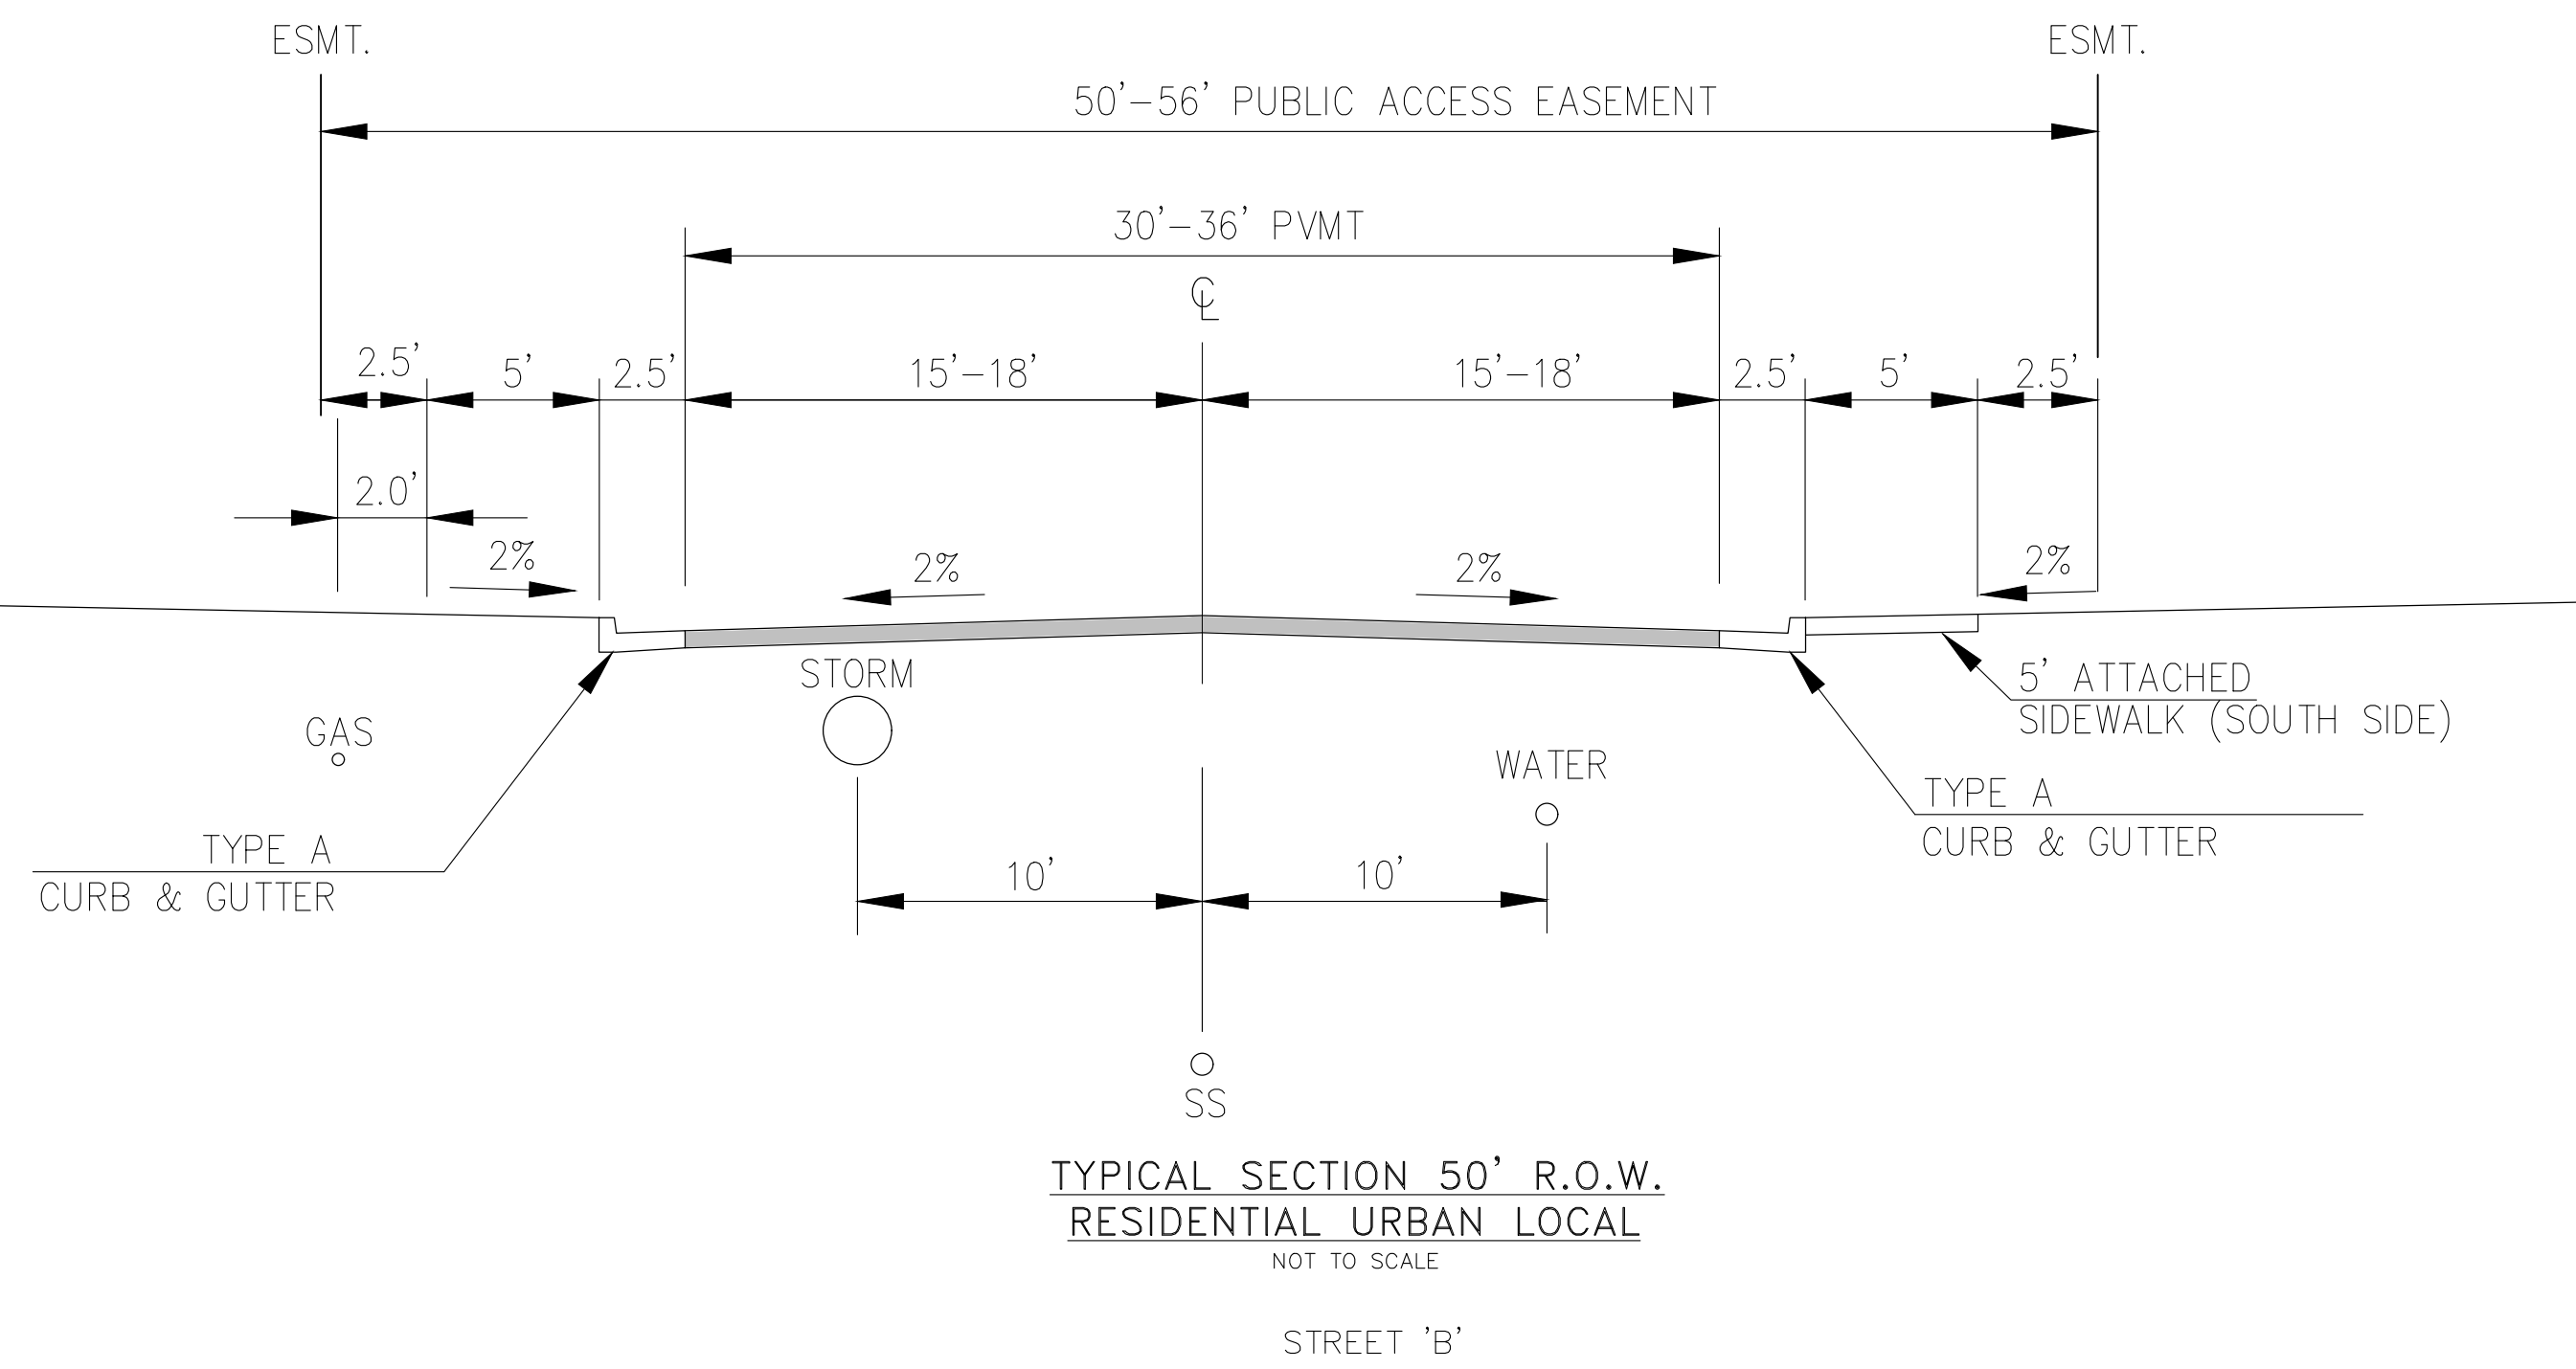 ESMT.
ESMT.
50'-56' PUBLIC ACCESS EASEMENT
30'-36' PVMT
℄
2.5'
5'
2.5'
15'-18'
15'-18'
2.5'
5'
2.5'
2.0'
2%
2%
2%
2%
STORM
5' ATTACHED
SIDEWALK (SOUTH SIDE)
GAS
WATER
TYPE A
CURB & GUTTER
TYPE A
CURB & GUTTER
10'
10'
SS
TYPICAL SECTION 50' R.O.W.
RESIDENTIAL URBAN LOCAL
NOT TO SCALE
STREET 'B'